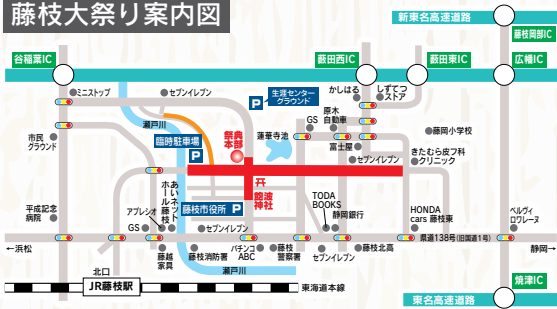 藤枝大祭り案内図
新東名高速道路
藤枝岡部IC
谷稲葉IC
藪田西IC
藪田東IC
広幡IC
ミニストップ
セブンイレブン
生涯センター
グラウンド
P
かしはる
しずてつ
ストア
瀬戸川
市民
グラウンド
臨時駐車場
P
祭典
本部
蓮華寺池
GS
原木
自動車
富士屋
藤岡小学校
セブンイレブン
きたむら皮フ科
クリニック
飽波
神社
平成記念
病院
アプレシオ
GS
あいネット
ホール藤枝
藤枝市役所 P
セブンイレブン
TODA
BOOKS
静岡銀行
HONDA
cars 藤枝東
ベルヴィ
ロワレーヌ
県道138号(旧国道1号)
←浜松
静岡→
藤越
家具
藤枝消防署
パチンコ
ABC
藤枝
警察署
セブンイレブン
藤枝北高
瀬戸川
北口
JR藤枝駅
東海道本線
焼津IC
東名高速道路